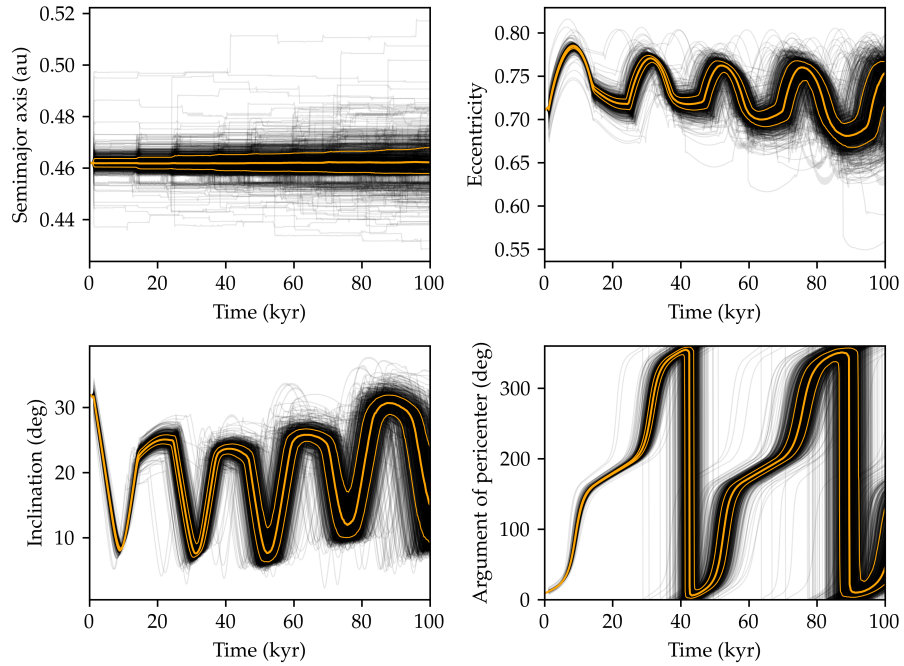 Semimajor axis (au)
0.52
0.50
0.48
0.46
0.44
0 20 40 60 80 100
Time (kyr)
Eccentricity
0.80
0.75
0.70
0.65
0.60
0.55
0 20 40 60 80 100
Time (kyr)
Inclination (deg)
30
20
10
0 20 40 60 80 100
Time (kyr)
Argument of pericenter (deg)
300
200
100
0
0 20 40 60 80 100
Time (kyr)